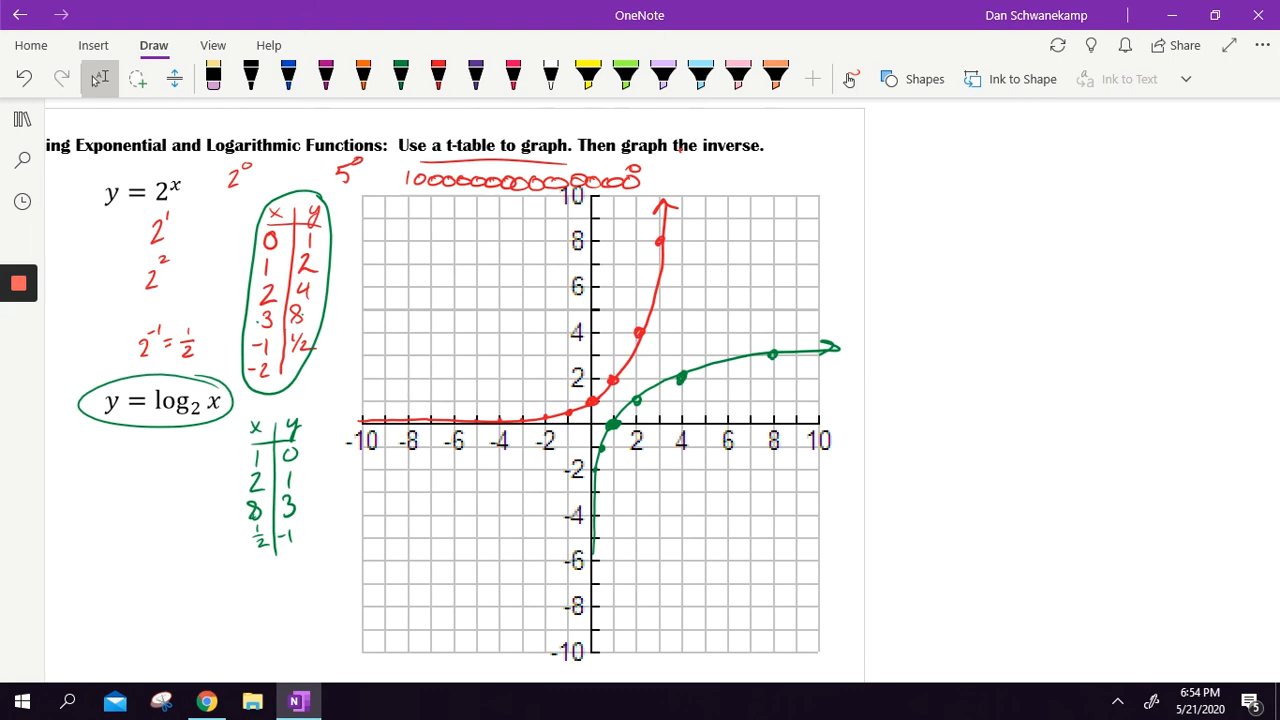 OneNote
Dan Schwanekamp
Home Insert Draw View Help
Share
Shapes Ink to Shape Ink to Text
ing Exponential and Logarithmic Functions: Use a t-table to graph. Then graph the inverse.
y = 2^x
2^0 5^0
2^1
2^2
2^-1 = 1/2
x y
0 1
1 2
2 4
3 8
-1 1/2
-2
y = log₂ x
x y
1 0
2 1
8 3
1/2 -1
10
8
6
4
2
-10 -8 -6 -4 -2 2 4 6 8 10
-2
-4
-6
-8
-10
6:54 PM
5/21/2020
5